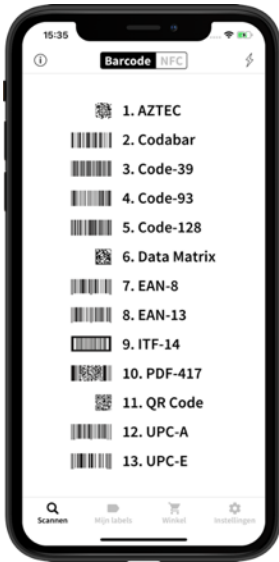 15:35
Barcode NFC
1. AZTEC
2. Codabar
3. Code-39
4. Code-93
5. Code-128
6. Data Matrix
7. EAN-8
8. EAN-13
9. ITF-14
10. PDF-417
11. QR Code
12. UPC-A
13. UPC-E
Scannen Mijn labels Winkel Instellingen